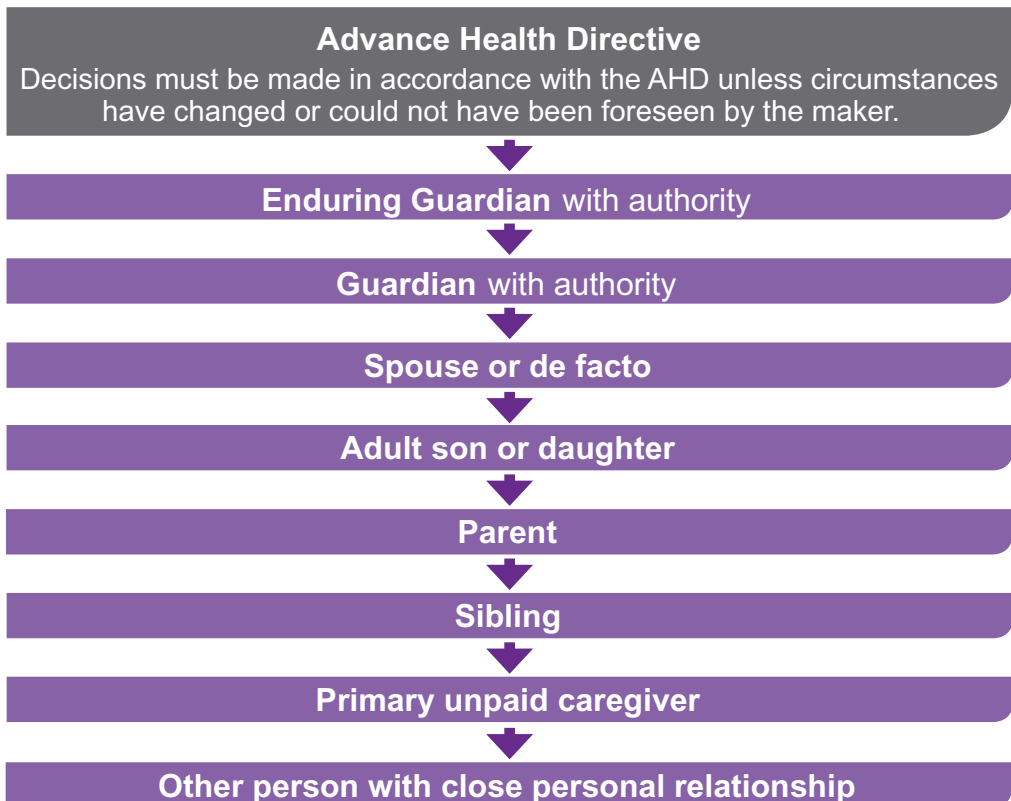 Advance Health Directive
Decisions must be made in accordance with the AHD unless circumstances
have changed or could not have been foreseen by the maker.
Enduring Guardian with authority
Guardian with authority
Spouse or de facto
Adult son or daughter
Parent
Sibling
Primary unpaid caregiver
Other person with close personal relationship